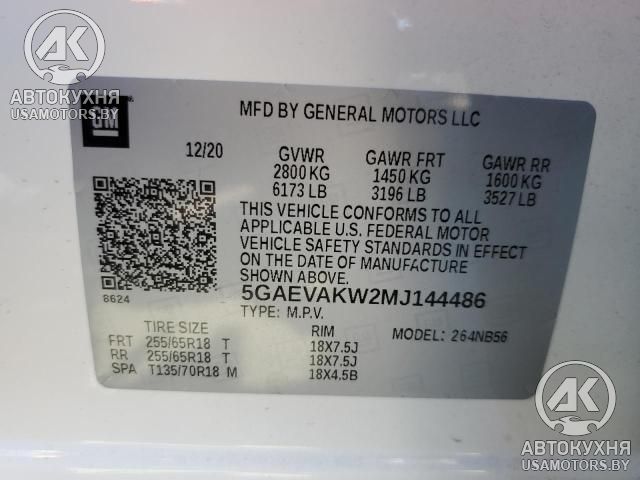 АК
АВТОКУХНЯ
USAMOTORS.BY
GM
MFD BY GENERAL MOTORS LLC
12/20 GVWR GAWR FRT GAWR RR
2800 KG 1450 KG 1600 KG
6173 LB 3196 LB 3527 LB
THIS VEHICLE CONFORMS TO ALL
APPLICABLE U.S. FEDERAL MOTOR
VEHICLE SAFETY STANDARDS IN EFFECT
ON THE DATE OF MANUFACTURE
SHOWN ABOVE.
8624
5GAEVAKW2MJ144486
TYPE: M.P.V.
TIRE SIZE RIM MODEL: 264NB56
FRT 255/65R18 T 18X7.5J
RR 255/65R18 T 18X7.5J
SPA T135/70R18 M 18X4.5B
АК
АВТОКУХНЯ
USAMOTORS.BY